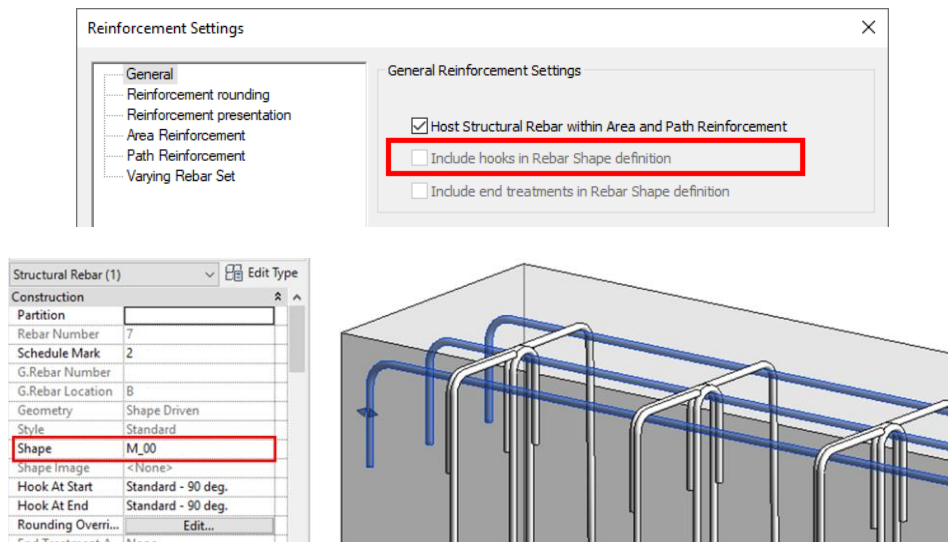 Reinforcement Settings
General
Reinforcement rounding
Reinforcement presentation
Area Reinforcement
Path Reinforcement
Varying Rebar Set
General Reinforcement Settings
Host Structural Rebar within Area and Path Reinforcement
Include hooks in Rebar Shape definition
Include end treatments in Rebar Shape definition
Structural Rebar (1) Edit Type
Construction
Partition
Rebar Number 7
Schedule Mark 2
G.Rebar Number
G.Rebar Location B
Geometry Shape Driven
Style Standard
Shape M_00
Shape Image <None>
Hook At Start Standard - 90 deg.
Hook At End Standard - 90 deg.
Rounding Overri... Edit...
End Treatment A None